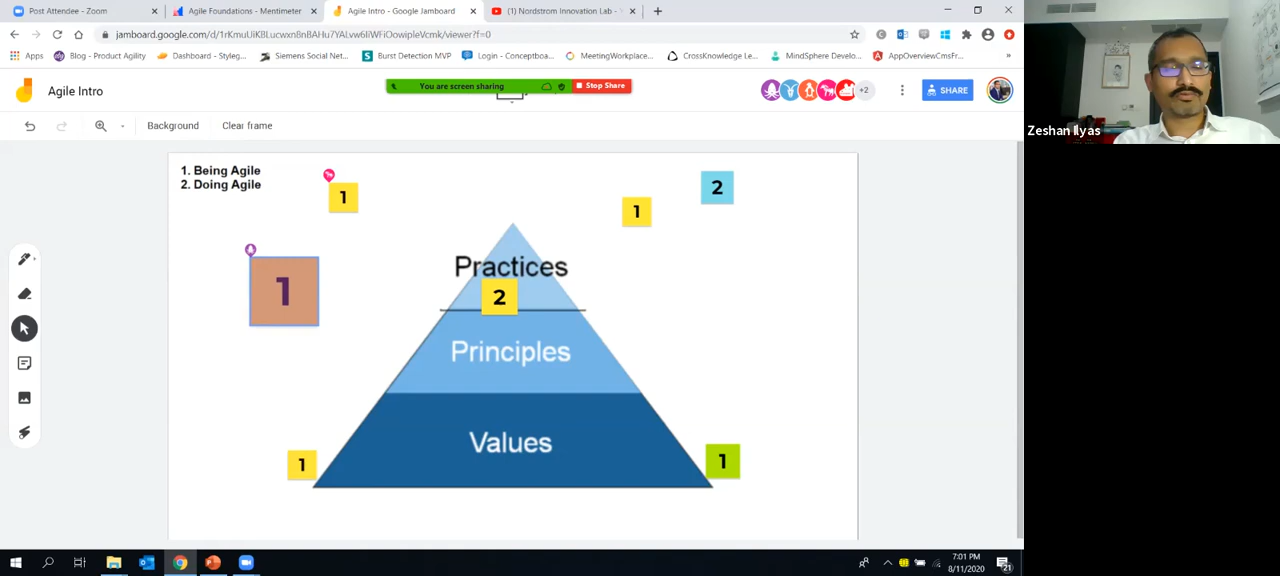 Post Attendee - Zoom
Agile Foundations - Mentimeter
Agile Intro - Google Jamboard
(1) Nordstrom Innovation Lab -
jamboard.google.com/d/1rKmuUiKBLucwxn8nBAHu7YALvw6liWFiOowipleVcmk/viewer?f=0
Apps
Blog - Product Agility
Dashboard - Styleg...
Siemens Social Net...
Burst Detection MVP
Login - Conceptboa...
MeetingWorkplace...
CrossKnowledge Le...
MindSphere Develo...
AppOverviewCmsFr...
Agile Intro
You are screen sharing
Stop Share
+2
SHARE
Background
Clear frame
Zeshan Ilyas
1. Being Agile
2. Doing Agile
1
1
2
1
Practices
2
Principles
Values
1
1
7:01 PM
8/11/2020
21